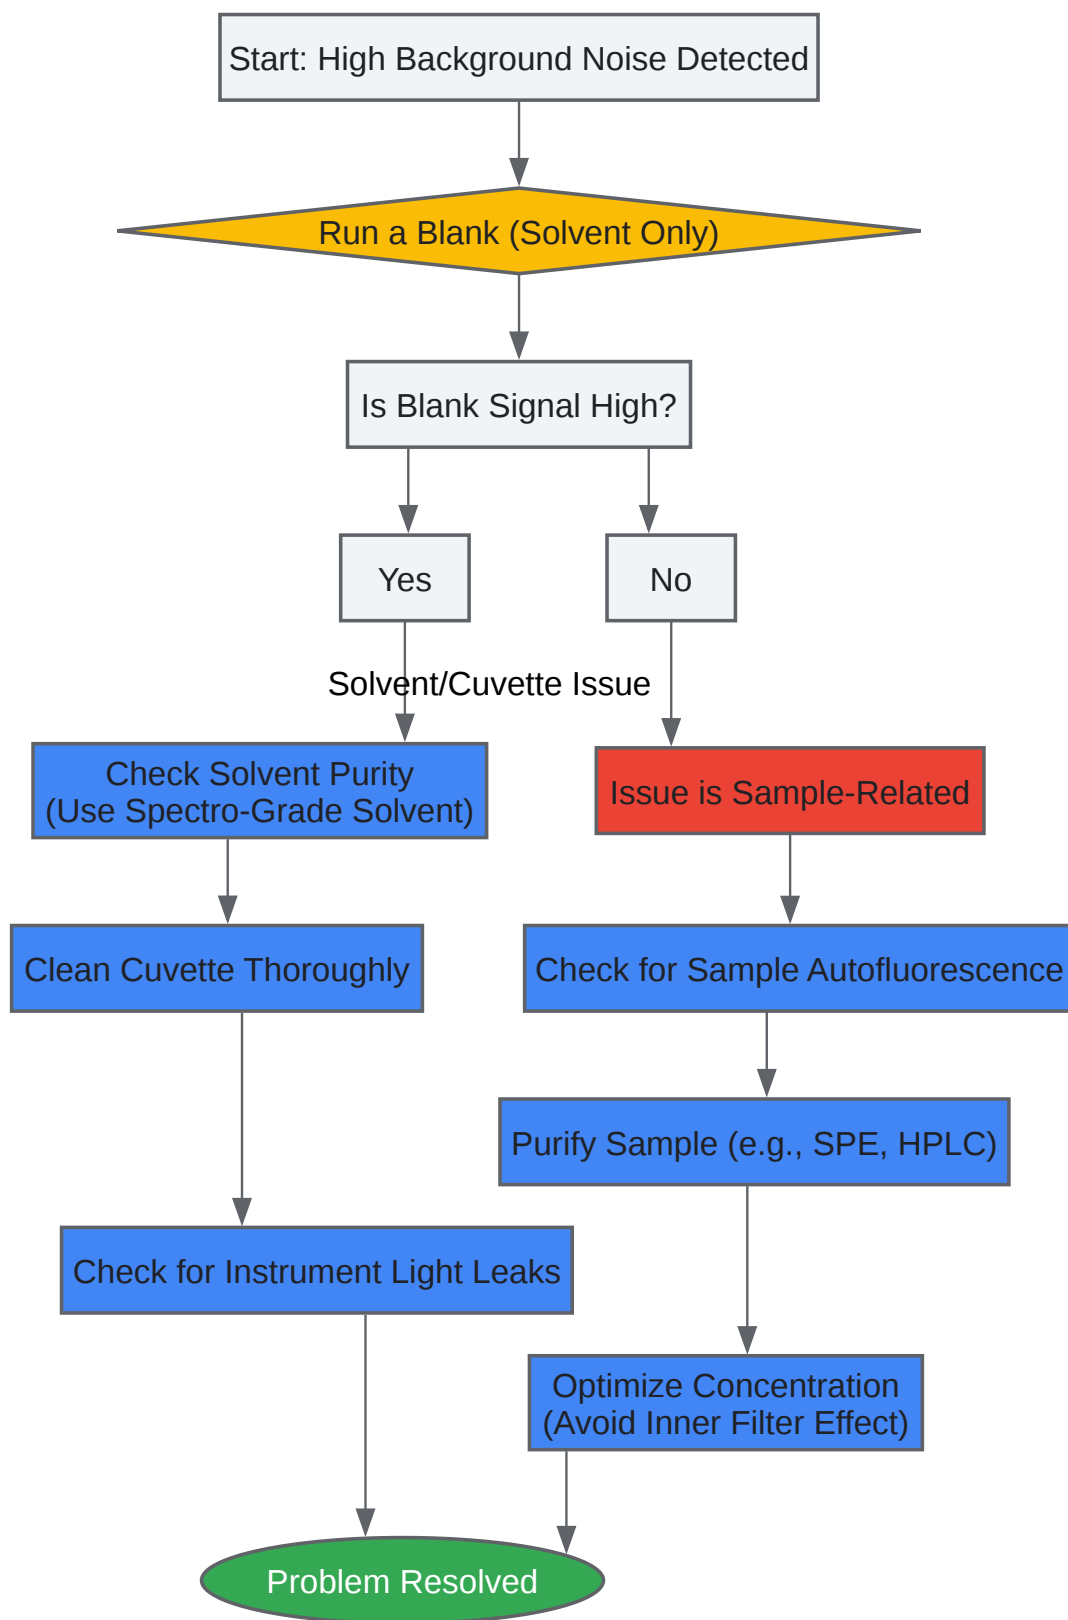 Start: High Background Noise Detected
Run a Blank (Solvent Only)
Is Blank Signal High?
Yes
No
Solvent/Cuvette Issue
Check Solvent Purity
(Use Spectro-Grade Solvent)
Issue is Sample-Related
Clean Cuvette Thoroughly
Check for Sample Autofluorescence
Purify Sample (e.g., SPE, HPLC)
Check for Instrument Light Leaks
Optimize Concentration
(Avoid Inner Filter Effect)
Problem Resolved